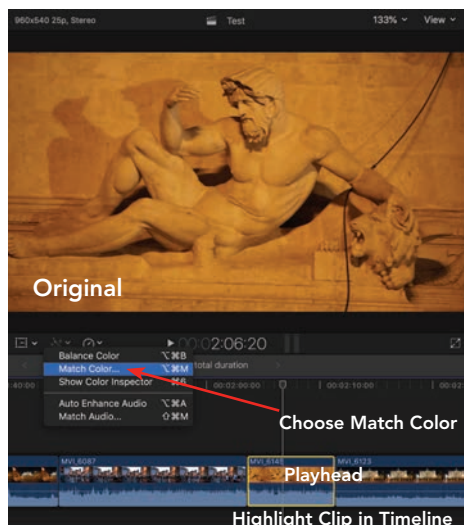 960x540 25p, Stereo Test 133% View
Original
2:06:20
Balance Color ⌥⌘B
Match Color... ⌥⌘M
total duration
Show Color Inspector ⌘6
Auto Enhance Audio ⌥⌘A
Match Audio... ⇧⌘M
00:02:00:00 00:02:10:00
Choose Match Color
MVI_6087 MVI_6123
Playhead
Highlight Clip in Timeline